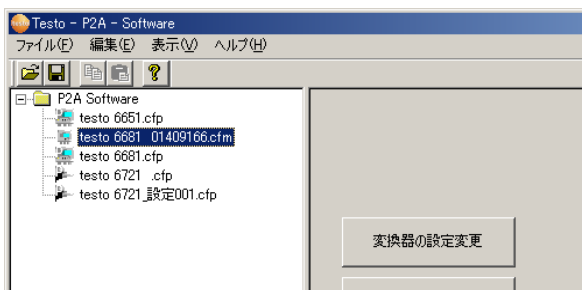 Testo - P2A - Software
ファイル(F) 編集(E) 表示(V) ヘルプ(H)
P2A Software
testo 6651.cfp
testo 6681 01409166.cfm
testo 6681.cfp
testo 6721 .cfp
testo 6721_設定001.cfp
変換器の設定変更